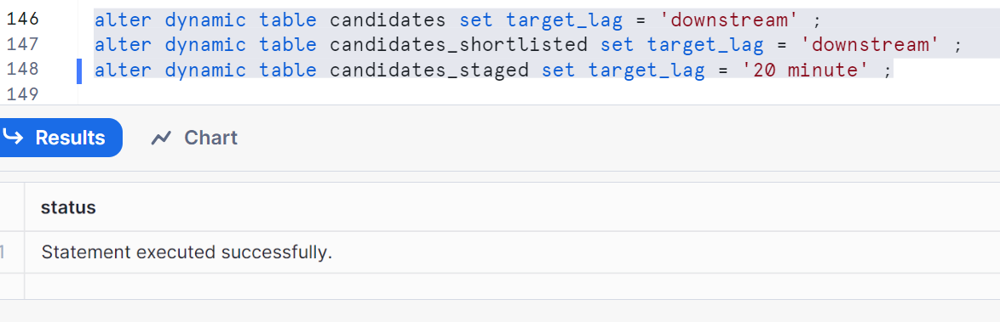 146 alter dynamic table candidates set target_lag = 'downstream' ;
147 alter dynamic table candidates_shortlisted set target_lag = 'downstream' ;
148 alter dynamic table candidates_staged set target_lag = '20 minute' ;
149
Results Chart
status
1 Statement executed successfully.